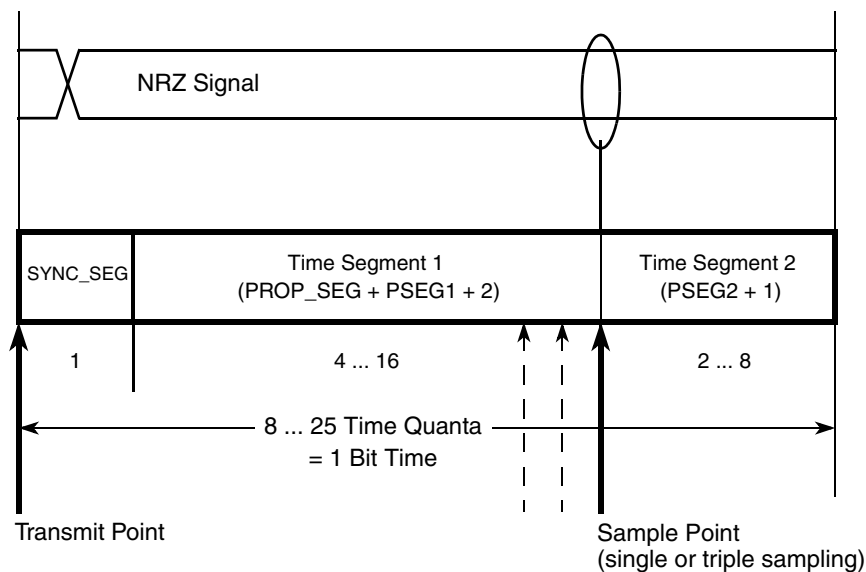 NRZ Signal
SYNC_SEG
Time Segment 1
(PROP_SEG + PSEG1 + 2)
Time Segment 2
(PSEG2 + 1)
1
4 ... 16
2 ... 8
8 ... 25 Time Quanta
= 1 Bit Time
Transmit Point
Sample Point
(single or triple sampling)